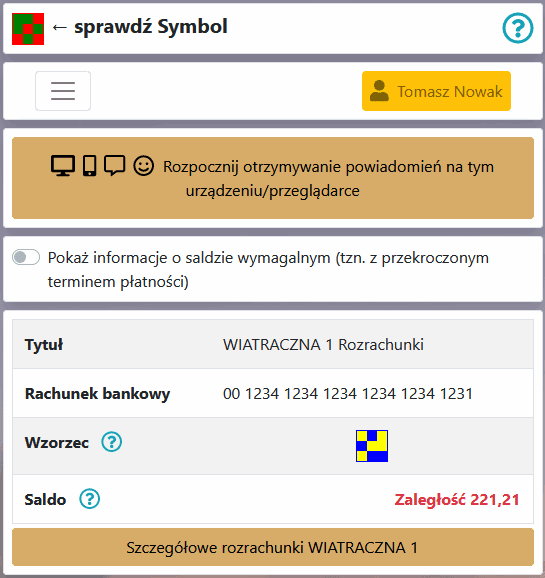 ← sprawdź Symbol
?
Tomasz Nowak
Rozpocznij otrzymywanie powiadomień na tym
urządzeniu/przeglądarce
Pokaż informacje o saldzie wymagalnym (tzn. z przekroczonym
terminem płatności)
Tytuł WIATRACZNA 1 Rozrachunki
Rachunek bankowy 00 1234 1234 1234 1234 1234 1231
Wzorzec ?
Saldo ? Zaległość 221,21
Szczegółowe rozrachunki WIATRACZNA 1